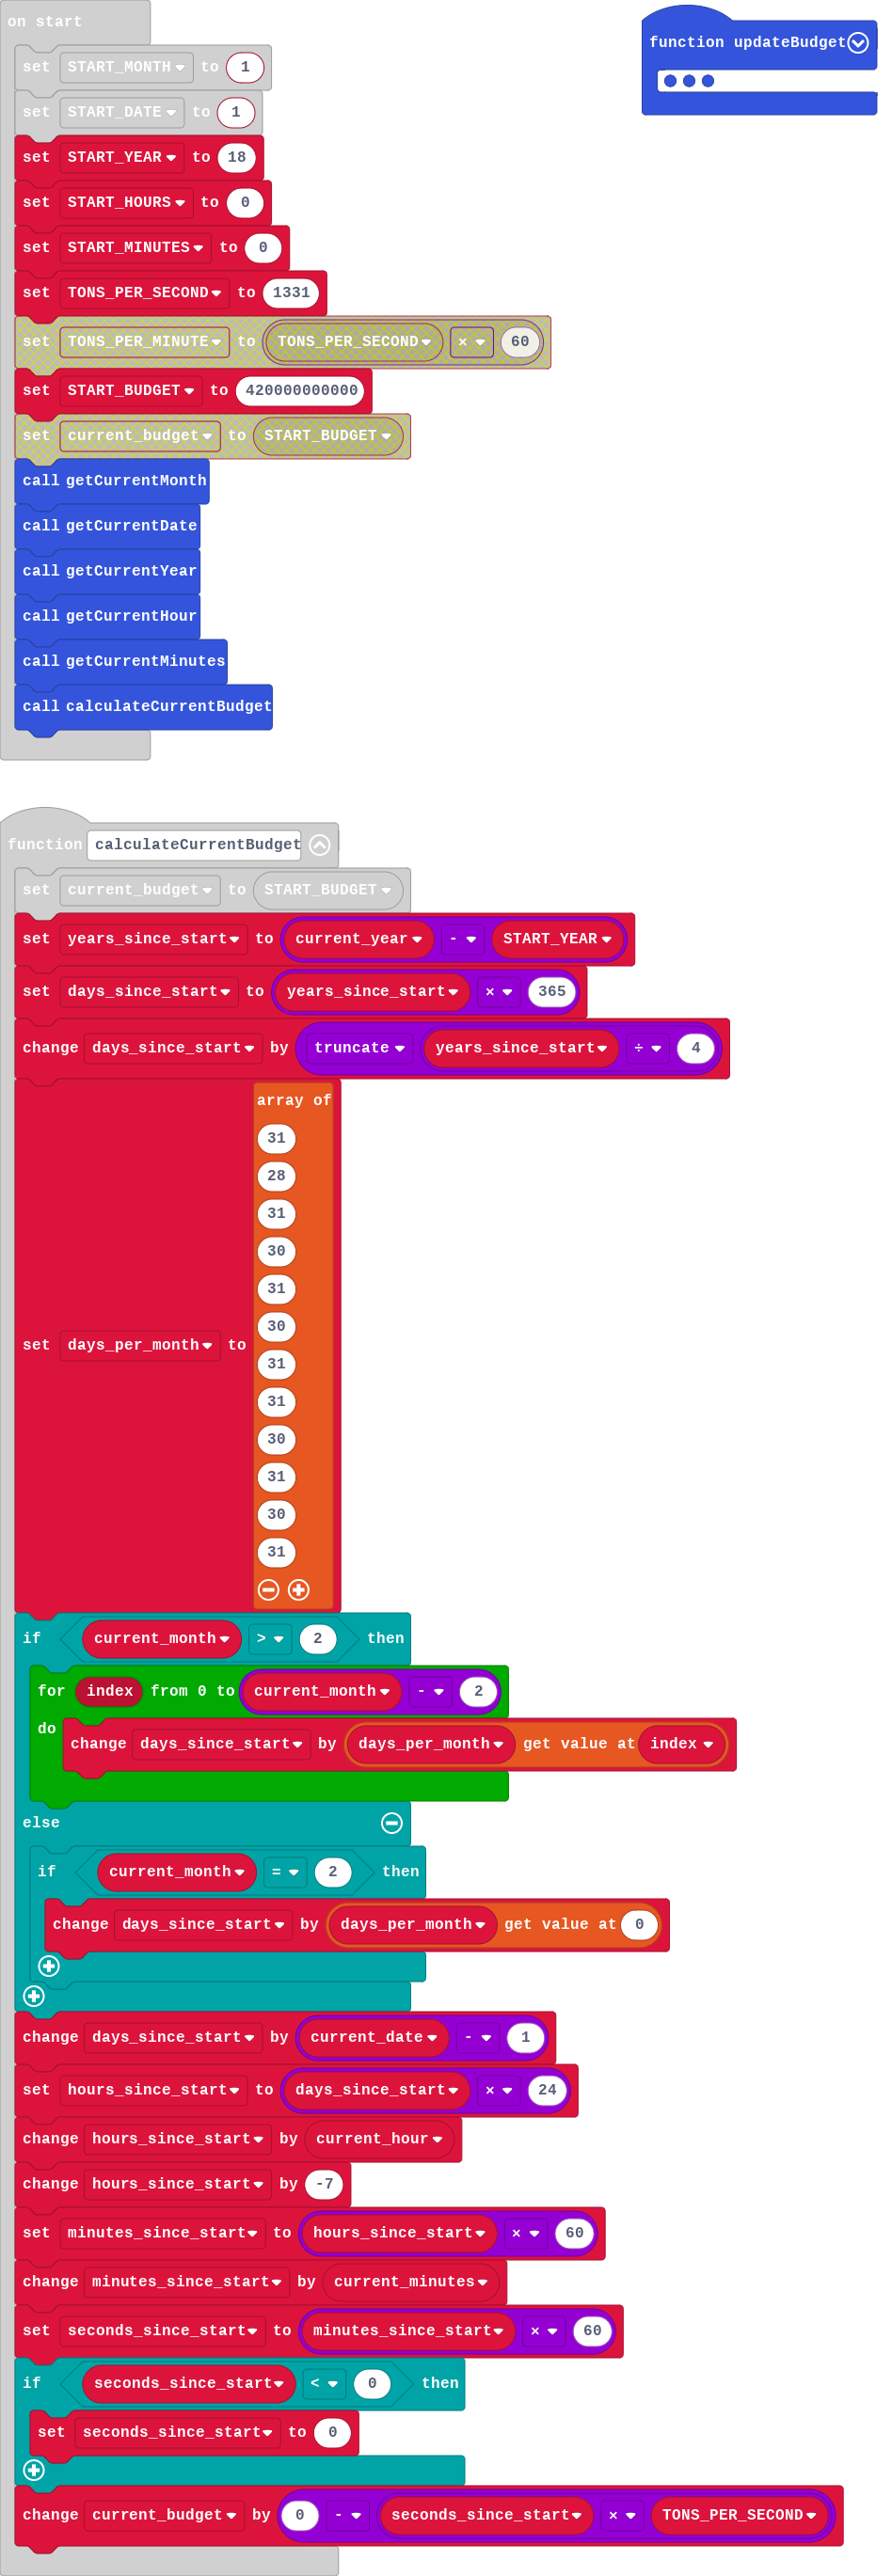 on start
function updateBudget
set START_MONTH to 1
set START_DATE to 1
set START_YEAR to 18
set START_HOURS to 0
set START_MINUTES to 0
set TONS_PER_SECOND to 1331
set TONS_PER_MINUTE to TONS_PER_SECOND × 60
set START_BUDGET to 420000000000
set current_budget to START_BUDGET
call getCurrentMonth
call getCurrentDate
call getCurrentYear
call getCurrentHour
call getCurrentMinutes
call calculateCurrentBudget
function calculateCurrentBudget
set current_budget to START_BUDGET
set years_since_start to current_year - START_YEAR
set days_since_start to years_since_start × 365
change days_since_start by truncate years_since_start ÷ 4
array of
31
28
31
30
31
30
set days_per_month to
31
31
30
31
30
31
if current_month > 2 then
for index from 0 to current_month - 2
do change days_since_start by days_per_month get value at index
else
if current_month = 2 then
change days_since_start by days_per_month get value at 0
change days_since_start by current_date - 1
set hours_since_start to days_since_start × 24
change hours_since_start by current_hour
change hours_since_start by -7
set minutes_since_start to hours_since_start × 60
change minutes_since_start by current_minutes
set seconds_since_start to minutes_since_start × 60
if seconds_since_start < 0 then
set seconds_since_start to 0
change current_budget by 0 - seconds_since_start × TONS_PER_SECOND